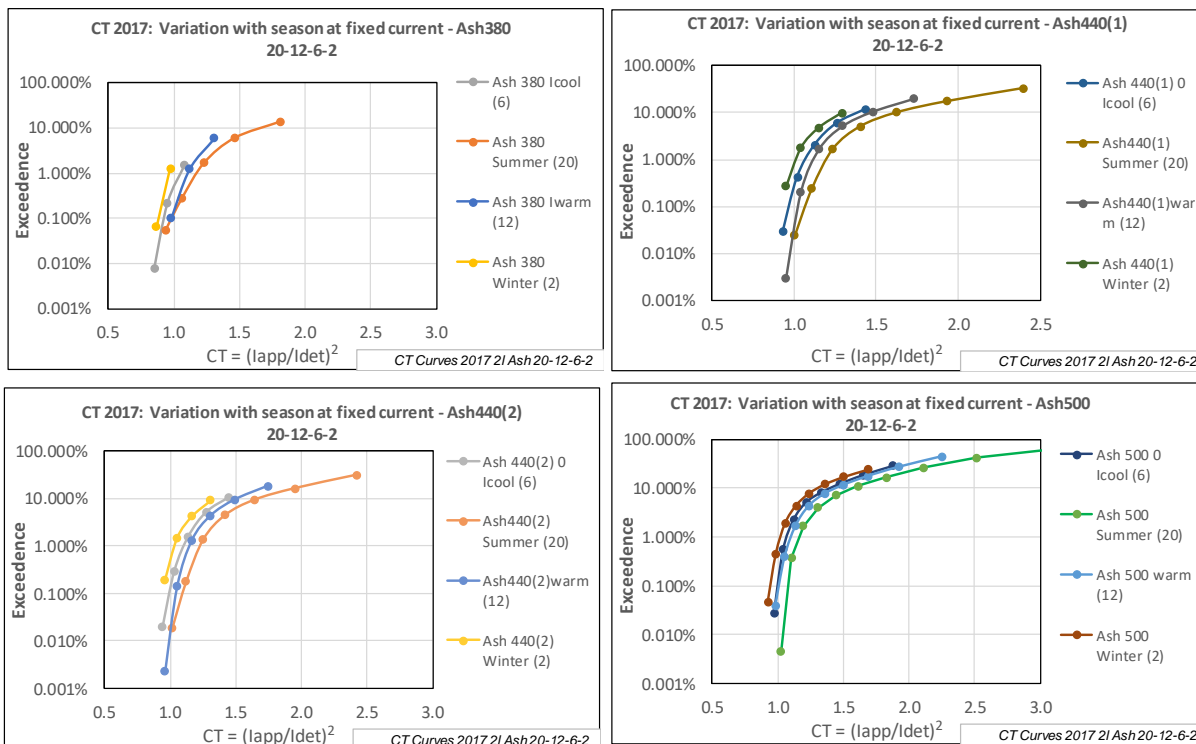 CT 2017: Variation with season at fixed current - Ash380
20-12-6-2
100.000%
10.000%
1.000%
0.100%
0.010%
0.001%
Exceedence
0.5
1.0
1.5
2.0
2.5
3.0
CT = (Iapp/Idet)²
Ash 380 Icool
(6)
Ash 380
Summer (20)
Ash 380 Iwarm
(12)
Ash 380
Winter (2)
CT Curves 2017 2I Ash 20-12-6-2
CT 2017: Variation with season at fixed current - Ash440(1)
20-12-6-2
100.000%
10.000%
1.000%
0.100%
0.010%
0.001%
Exceedence
0.5
1.0
1.5
2.0
2.5
CT = (Iapp/Idet)²
Ash 440(1) 0
Icool (6)
Ash440(1)
Summer (20)
Ash440(1)war
m (12)
Ash 440(1)
Winter (2)
CT Curves 2017 2I Ash 20-12-6-2
CT 2017: Variation with season at fixed current - Ash440(2)
20-12-6-2
100.000%
10.000%
1.000%
0.100%
0.010%
0.001%
Exceedence
0.5
1.0
1.5
2.0
2.5
3.0
CT = (Iapp/Idet)²
Ash 440(2) 0
Icool (6)
Ash440(2)
Summer (20)
Ash440(2)warm
(12)
Ash 440(2)
Winter (2)
CT Curves 2017 2I Ash 20-12-6-2
CT 2017: Variation with season at fixed current - Ash500
20-12-6-2
100.000%
10.000%
1.000%
0.100%
0.010%
0.001%
Exceedence
0.5
1.0
1.5
2.0
2.5
3.0
CT = (Iapp/Idet)²
Ash 500 0
Icool (6)
Ash 500
Summer (20)
Ash 500 warm
(12)
Ash 500
Winter (2)
CT Curves 2017 2I Ash 20-12-6-2